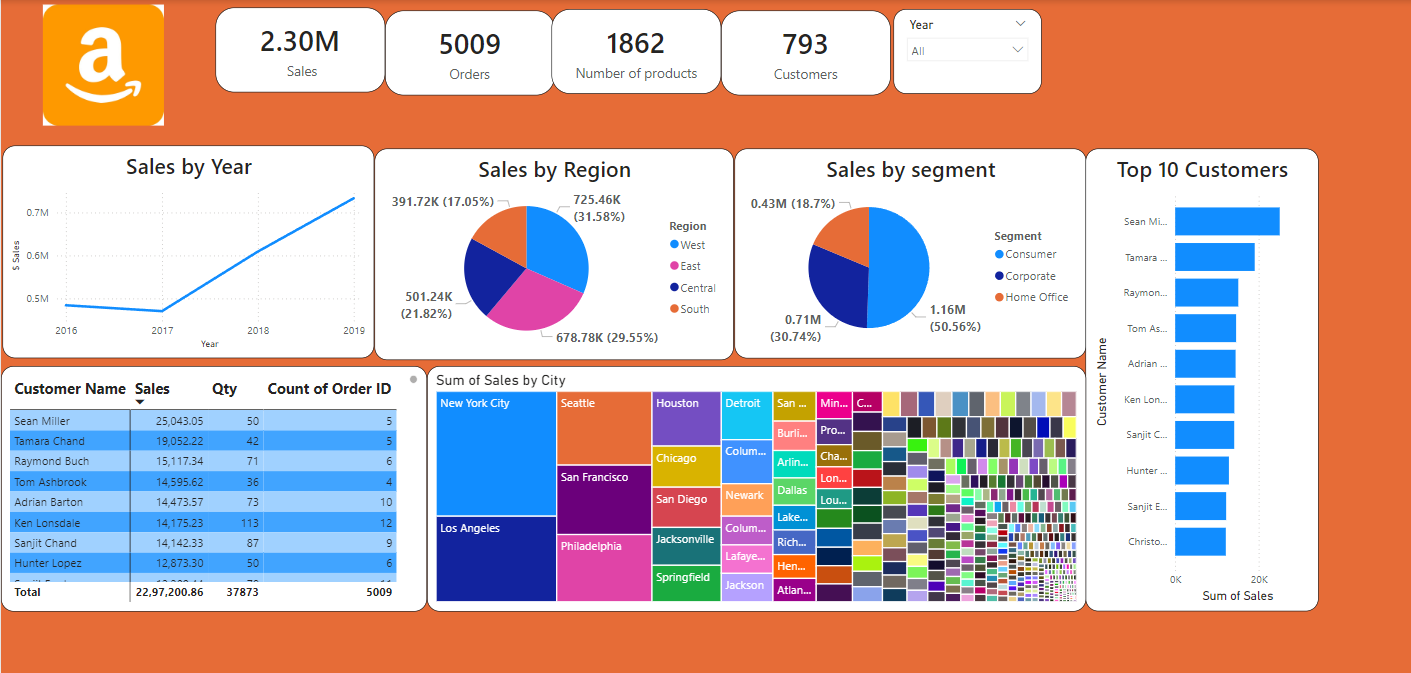 a
2.30M
Sales
5009
Orders
1862
Number of products
793
Customers
Year
All
Sales by Year
0.7M
0.6M
0.5M
$ Sales
2016 2017 2018 2019
Year
Sales by Region
391.72K (17.05%)
725.46K
(31.58%)
501.24K
(21.82%)
678.78K (29.55%)
Region
West
East
Central
South
Sales by segment
0.43M (18.7%)
0.71M
(30.74%)
1.16M
(50.56%)
Segment
Consumer
Corporate
Home Office
Top 10 Customers
Customer Name
Sean Mi...
Tamara ...
Raymon...
Tom As...
Adrian ...
Ken Lon...
Sanjit C...
Hunter ...
Sanjit E...
Christo...
0K 20K
Sum of Sales
Customer Name Sales Qty Count of Order ID
Sean Miller 25,043.05 50 5
Tamara Chand 19,052.22 42 5
Raymond Buch 15,117.34 71 6
Tom Ashbrook 14,595.62 36 4
Adrian Barton 14,473.57 73 10
Ken Lonsdale 14,175.23 113 12
Sanjit Chand 14,142.33 87 9
Hunter Lopez 12,873.30 50 6
Total 22,97,200.86 37873 5009
Sum of Sales by City
New York City
Los Angeles
Seattle
San Francisco
Philadelphia
Houston
Chicago
San Diego
Jacksonville
Springfield
Detroit
Colum...
Newark
Colum...
Lafaye...
Jackson
San ...
Burli...
Arlin...
Dallas
Lake...
Rich...
Hen...
Atlan...
Min...
Pro...
Cha...
Lon...
Lou...
C...